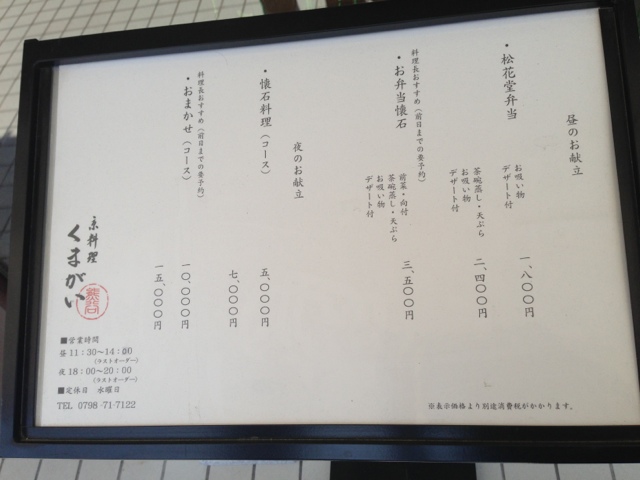 昼のお献立
・松花堂弁当
お吸い物
デザート付
一、八〇〇円
茶碗蒸し・天ぷら
お吸い物
デザート付
二、四〇〇円
料理長おすすめ(前日までの要予約)
・お弁当懐石
前菜・向付
茶碗蒸し・天ぷら
お吸い物
デザート付
三、五〇〇円
夜のお献立
・懐石料理(コース)
五、〇〇〇円
七、〇〇〇円
料理長おすすめ(前日までの要予約)
・おまかせ(コース)
一〇、〇〇〇円
一五、〇〇〇円
京料理
くまがい
■営業時間
昼 11:30〜14:00
(ラストオーダー)
夜 18:00〜20:00
(ラストオーダー)
■定休日 水曜日
TEL 0798-71-7122
※表示価格より別途消費税がかかります。